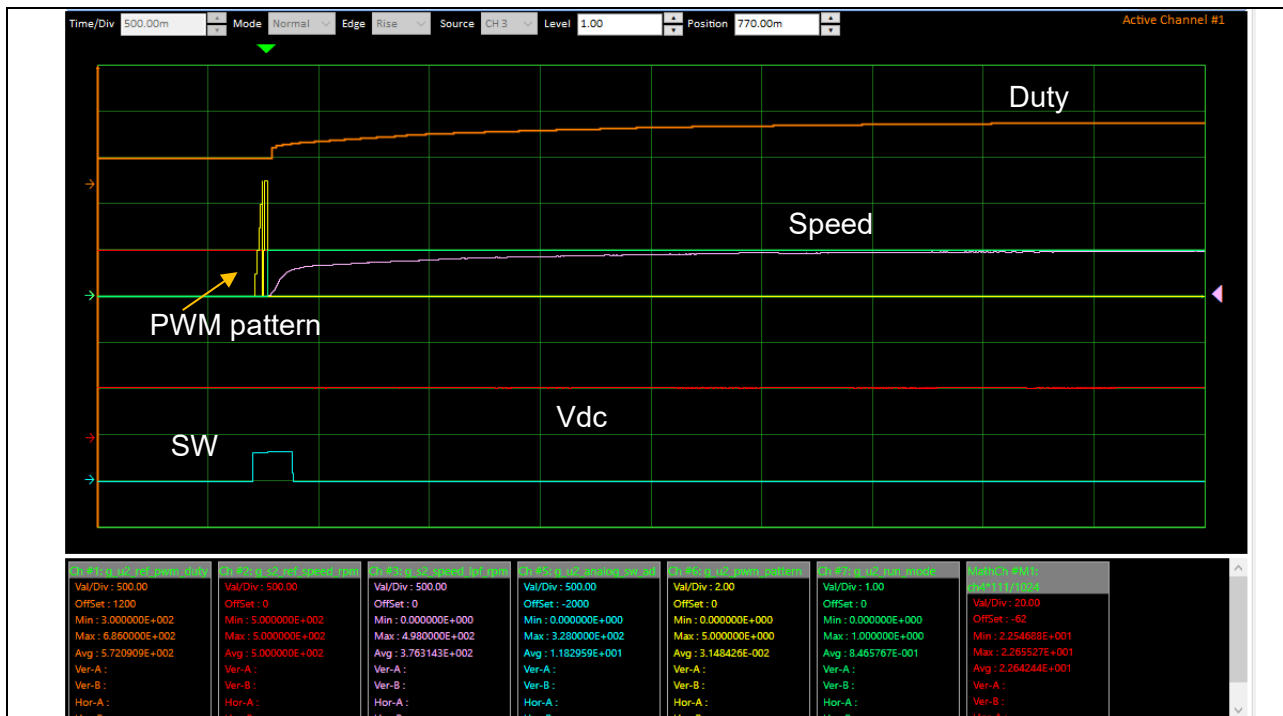 Time/Div 500.00m Mode Normal Edge Rise Source CH 3 Level 1.00 Position 770.00m Active Channel #1
Duty
Speed
PWM pattern
Vdc
SW
Ch #1: g_u2_ref_pwm_duty Ch #2: g_s2_ref_speed_rpm Ch #3: g_s2_speed_lpf_rpm Ch #5: g_u2_analog_sw_ad Ch #6: g_u2_pwm_pattern Ch #7: g_u2_run_mode MathCh #M1:
ch4*111/1024
Val/Div : 500.00 Val/Div : 500.00 Val/Div : 500.00 Val/Div : 500.00 Val/Div : 2.00 Val/Div : 1.00 Val/Div : 20.00
OffSet : 1200 OffSet : 0 OffSet : 0 OffSet : -2000 OffSet : 0 OffSet : 0 OffSet : -62
Min : 3.000000E+002 Min : 5.000000E+002 Min : 0.000000E+000 Min : 0.000000E+000 Min : 0.000000E+000 Min : 0.000000E+000 Min : 2.254688E+001
Max : 6.860000E+002 Max : 5.000000E+002 Max : 4.980000E+002 Max : 3.280000E+002 Max : 5.000000E+000 Max : 1.000000E+000 Max : 2.265527E+001
Avg : 5.720909E+002 Avg : 5.000000E+002 Avg : 3.763143E+002 Avg : 1.182959E+001 Avg : 3.148426E-002 Avg : 8.465767E-001 Avg : 2.264244E+001
Ver-A : Ver-A : Ver-A : Ver-A : Ver-A : Ver-A : Ver-A :
Ver-B : Ver-B : Ver-B : Ver-B : Ver-B : Ver-B : Ver-B :
Hor-A : Hor-A : Hor-A : Hor-A : Hor-A : Hor-A :